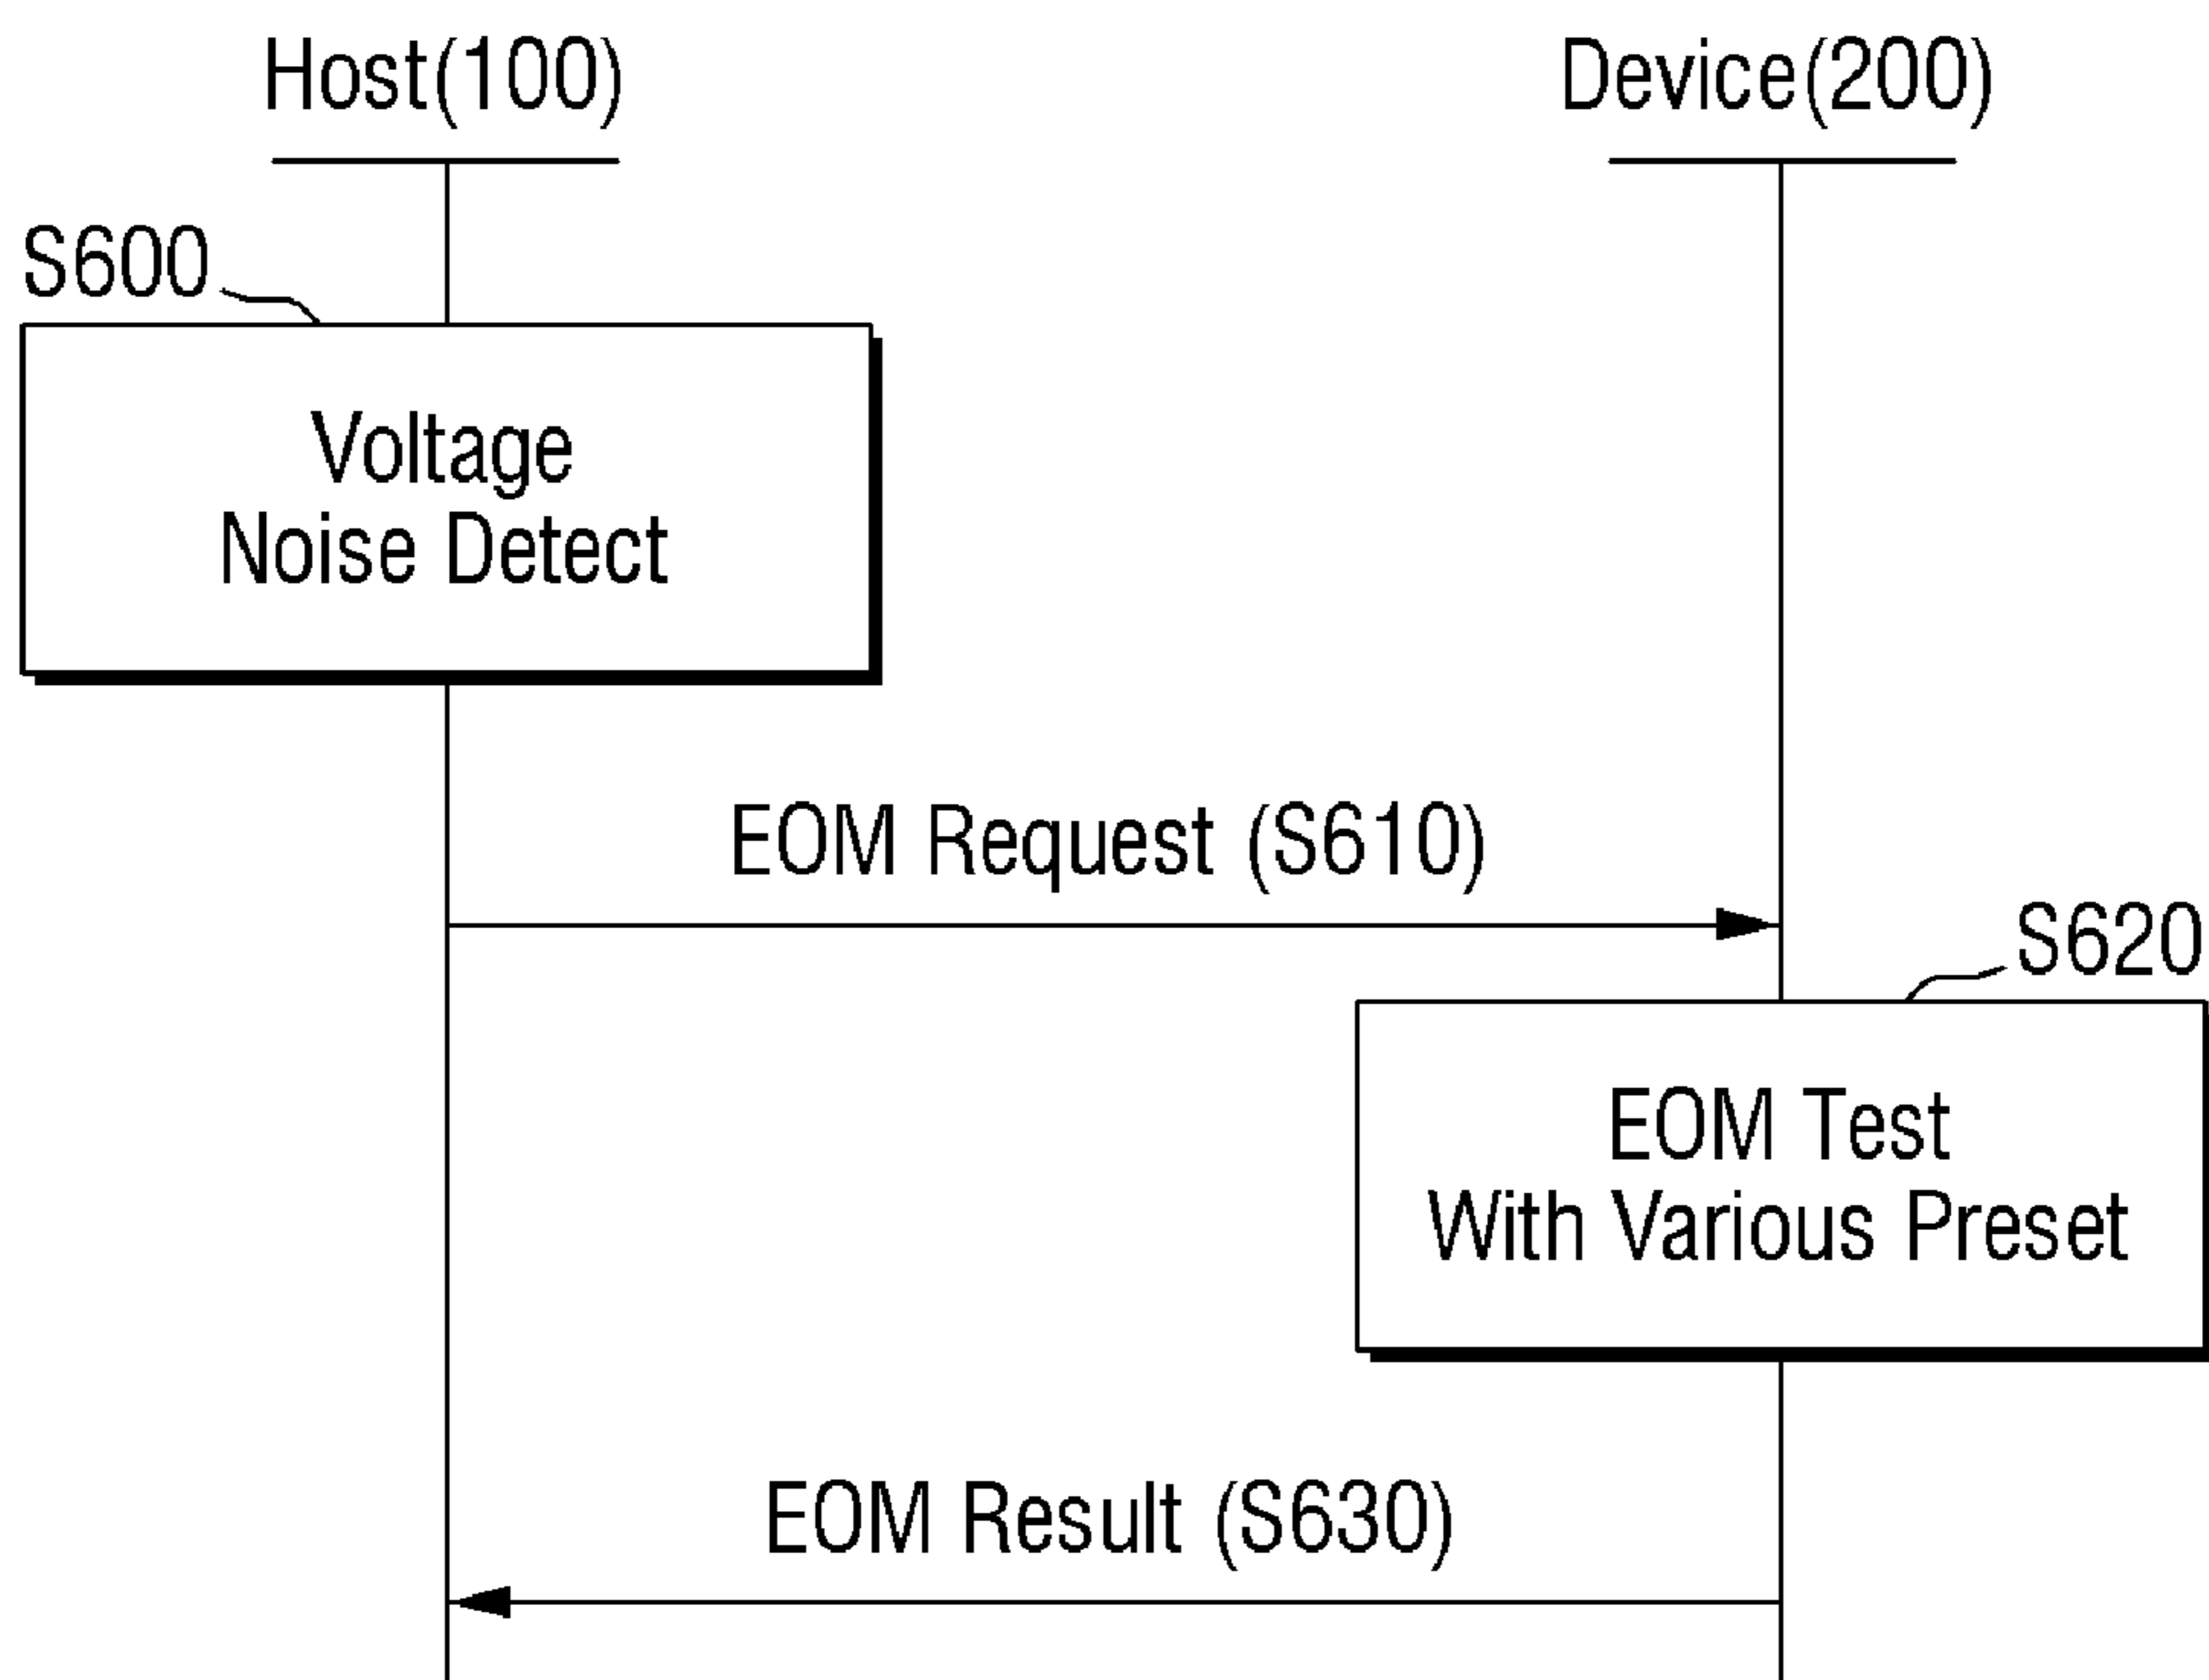 Host(100)
Device(200)
S600
Voltage
Noise Detect
EOM Request (S610)
S620
EOM Test
With Various Preset
EOM Result (S630)